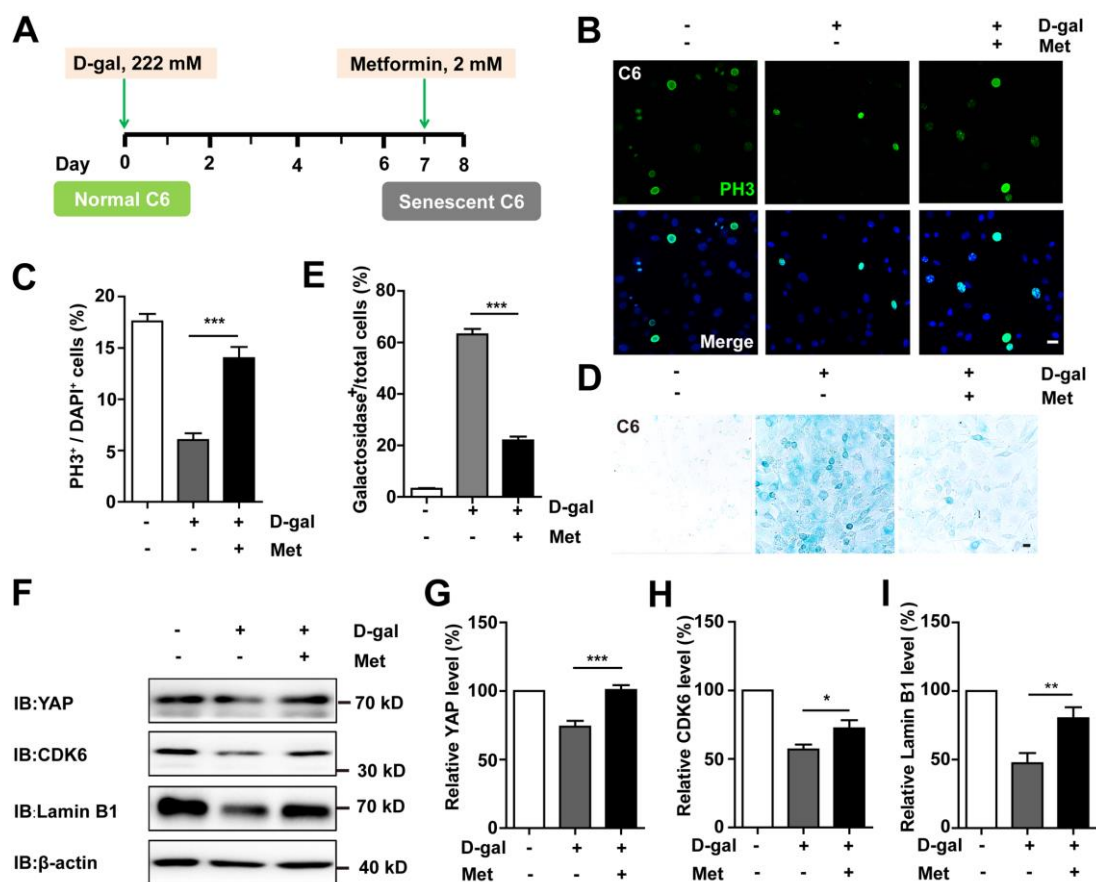 A
D-gal, 222 mM
Metformin, 2 mM
Day 0 2 4 6 7 8
Normal C6
Senescent C6
B
- + + D-gal
- - + Met
C6
PH3
Merge
C
PH3⁺ / DAPI⁺ cells (%)
20
15
10
5
0
***
- + + D-gal
- - + Met
E
Galactosidase⁺/total cells (%)
80
60
40
20
0
***
- + + D-gal
- - + Met
D
- + + D-gal
- - + Met
C6
F
- + + D-gal
- - + Met
IB:YAP
70 kD
IB:CDK6
30 kD
IB:Lamin B1
70 kD
IB:β-actin
40 kD
G
Relative YAP level (%)
150
100
50
0
***
D-gal - + +
Met - - +
H
Relative CDK6 level (%)
150
100
50
0
*
D-gal - + +
Met - - +
I
Relative Lamin B1 level (%)
150
100
50
0
**
D-gal - + +
Met - - +